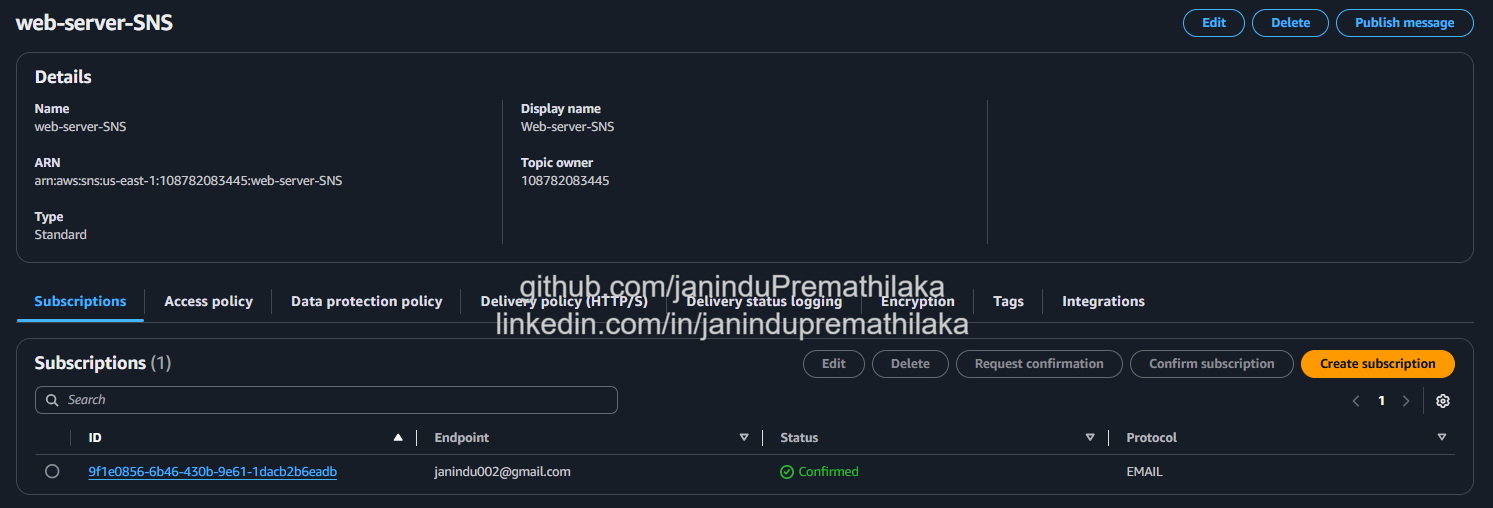 web-server-SNS
Edit
Delete
Publish message
Details
Name
web-server-SNS
Display name
Web-server-SNS
ARN
arn:aws:sns:us-east-1:108782083445:web-server-SNS
Topic owner
108782083445
Type
Standard
github.com/janinduPremathilaka
Subscriptions
Access policy
Data protection policy
Delivery policy (HTTP/S)
Delivery status logging
Encryption
Tags
Integrations
linkedin.com/in/janindupremathilaka
Subscriptions (1)
Edit
Delete
Request confirmation
Confirm subscription
Create subscription
Search
1
ID
Endpoint
Status
Protocol
9f1e0856-6b46-430b-9e61-1dacb2b6eadb
janindu002@gmail.com
Confirmed
EMAIL